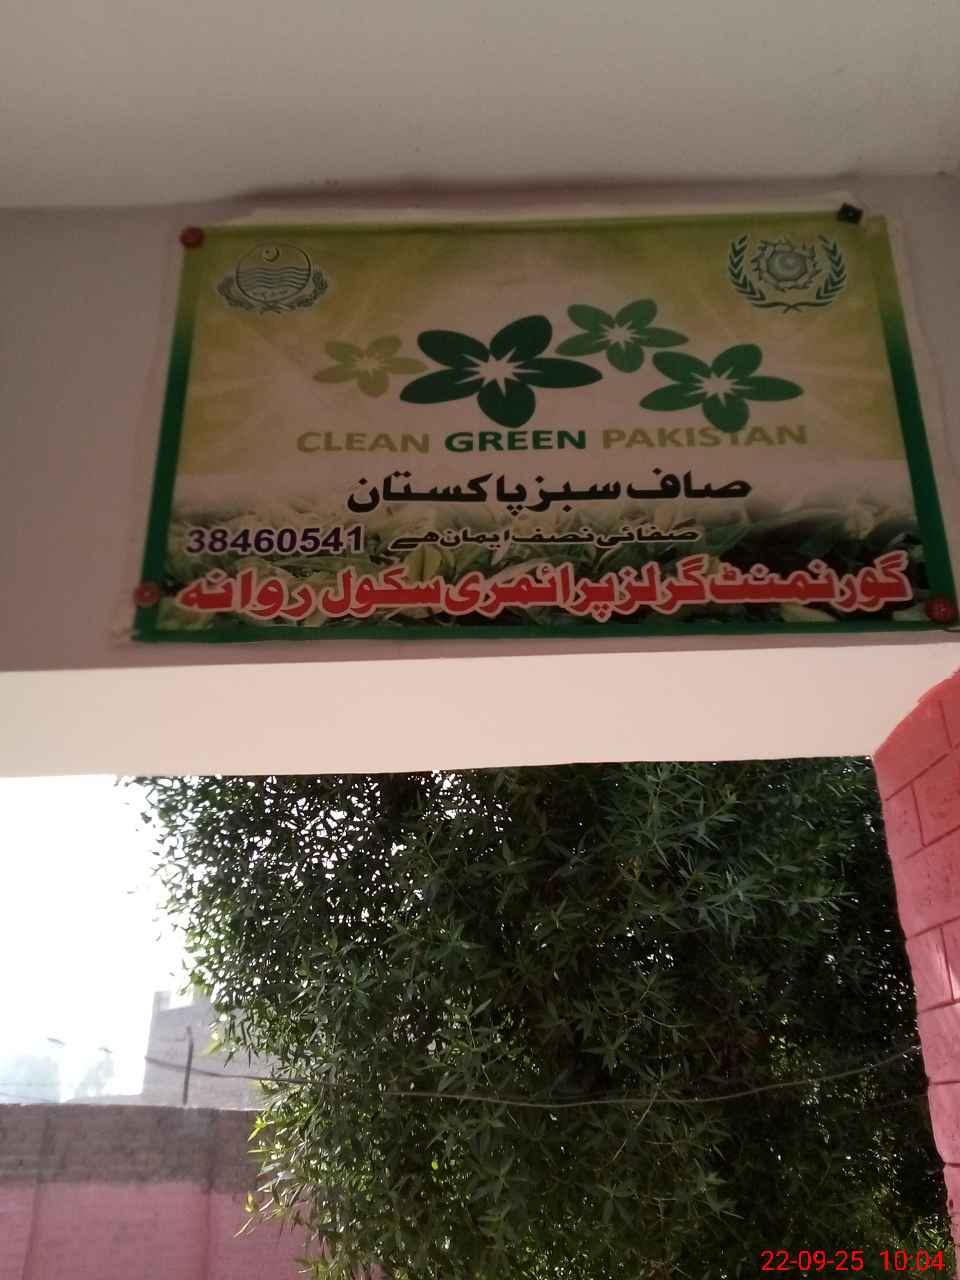 CLEAN GREEN PAKISTAN
صاف سبز پاکستان
صفائی نصف ایمان ہے 38460541
گورنمنٹ گرلز پرائمری سکول روانہ
22-09-25 10:04